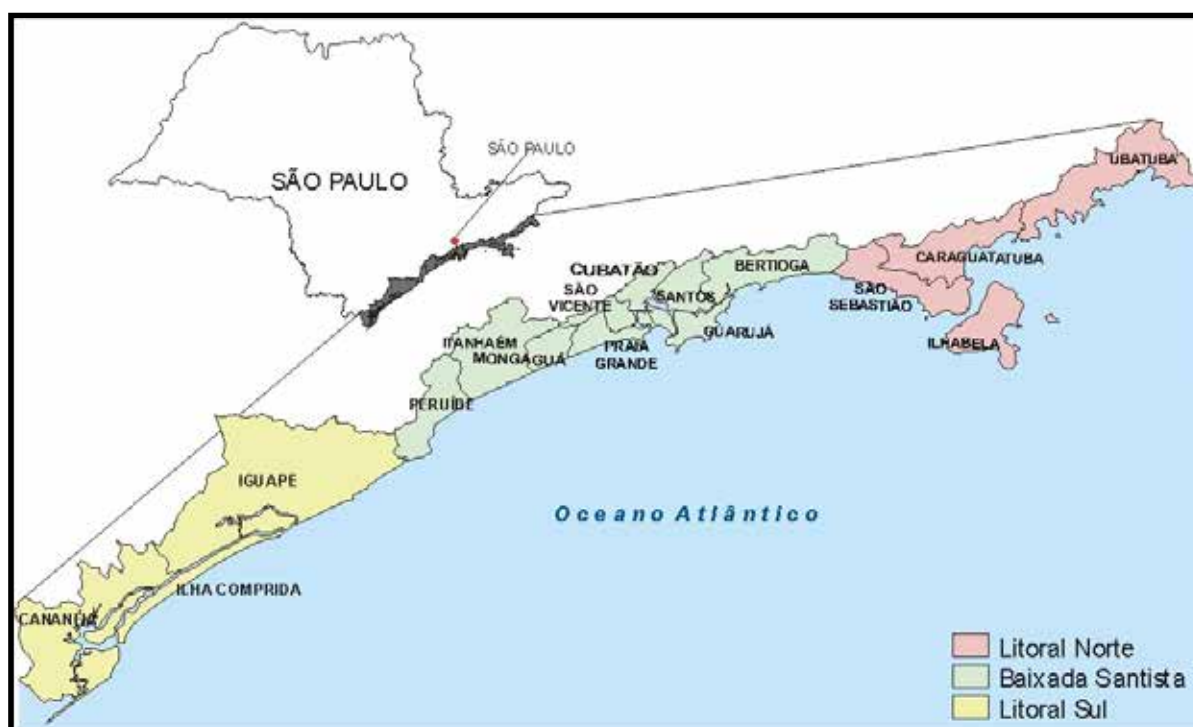 SÃO PAULO
SÃO PAULO
UBATUBA
CARAGUATATUBA
SÃO
SEBASTIÃO
ILHABELA
BERTIOGA
CUBATÃO
SÃO
VICENTE
SANTOS
GUARUJÁ
PRAIA
GRANDE
ITANHAÉM
MONGAGUÁ
PERUÍBE
IGUAPE
ILHA COMPRIDA
CANANÉIA
Oceano Atlântico
Litoral Norte
Baixada Santista
Litoral Sul